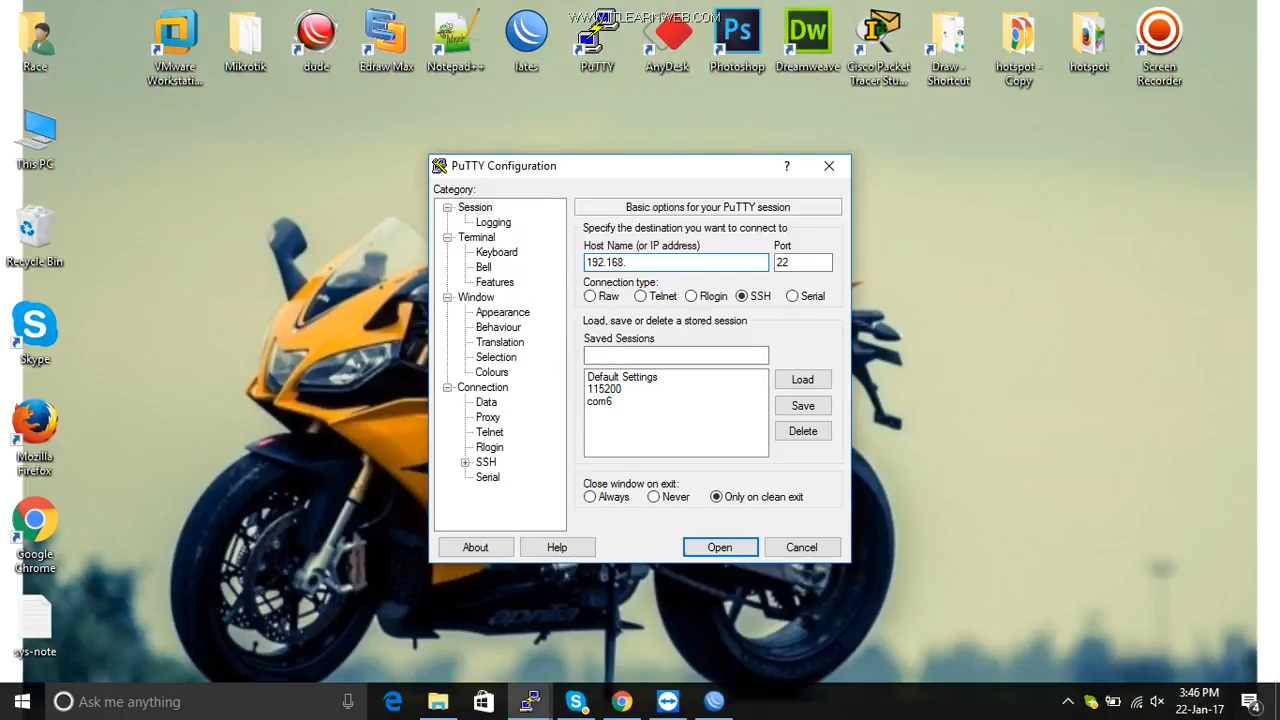 WWW.ITLEARNWEB.COM
Race
VMware
Workstati...
Mikrotik
dude
Edraw Max
Notepad++
lates
PuTTY
AnyDesk
Photoshop
Dreamweave
Cisco Packet
Tracer Stu...
Draw -
Shortcut
hotspot -
Copy
hotspot
Screen
Recorder
Ps
Dw
This PC
Recycle Bin
Skype
Mozilla
Firefox
Google
Chrome
sys-note
PuTTY Configuration
?
Category:
Session
Logging
Terminal
Keyboard
Bell
Features
Window
Appearance
Behaviour
Translation
Selection
Colours
Connection
Data
Proxy
Telnet
Rlogin
SSH
Serial
Basic options for your PuTTY session
Specify the destination you want to connect to
Host Name (or IP address) Port
192.168. 22
Connection type:
Raw Telnet Rlogin SSH Serial
Load, save or delete a stored session
Saved Sessions
Default Settings
115200
com6
Load
Save
Delete
Close window on exit:
Always Never Only on clean exit
About Help Open Cancel
Ask me anything
3:46 PM
22-Jan-17
4